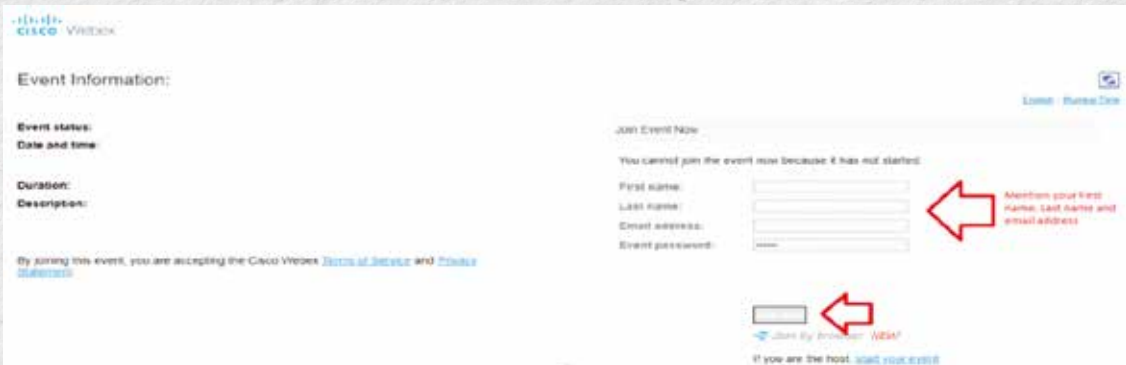 CISCO Webex
Event Information:
Event status:
Date and time:
Duration:
Description:
By joining this event, you are accepting the Cisco Webex Terms of Service and Privacy
Statement
Join Event Now
You cannot join the event now because it has not started.
First name:
Last name:
Email address:
Event password:
Mention your First
name, Last name and
email address
Join by browser NEW!
If you are the host, start your event